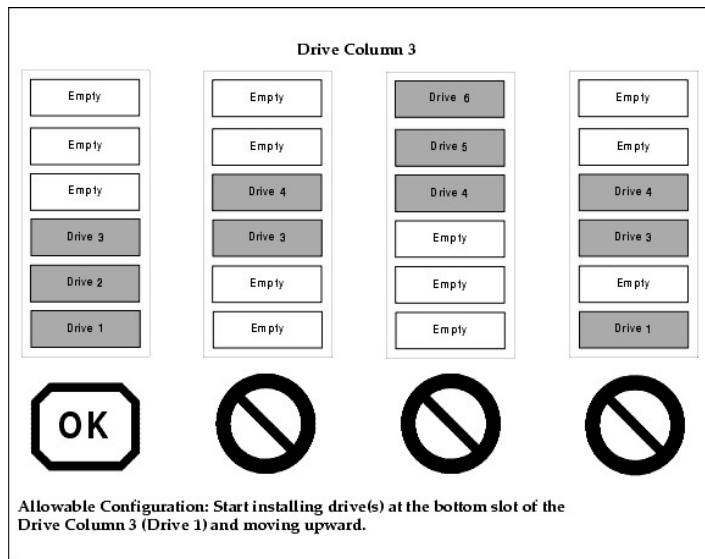 Drive Column 3
Empty Empty Drive 6 Empty
Empty Empty Drive 5 Empty
Empty Drive 4 Drive 4 Drive 4
Drive 3 Drive 3 Empty Drive 3
Drive 2 Empty Empty Empty
Drive 1 Empty Empty Drive 1
OK
Allowable Configuration: Start installing drive(s) at the bottom slot of the
Drive Column 3 (Drive 1) and moving upward.